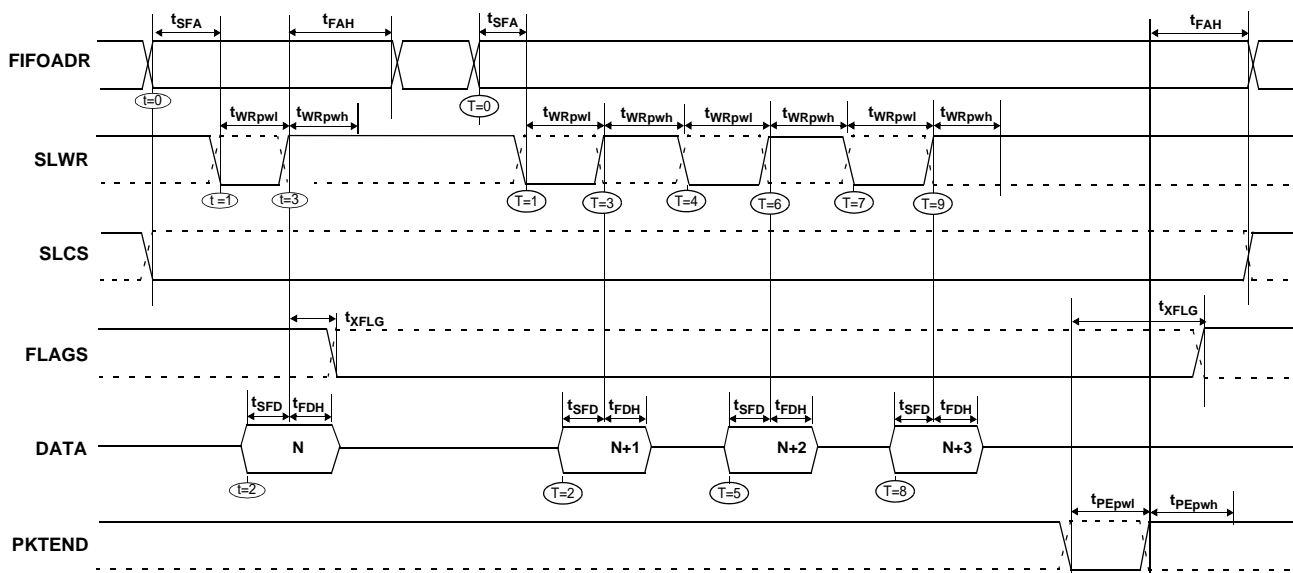 tSFA tFAH tSFA tFAH
FIFOADR
t=0 T=0
tWRpwl tWRpwh tWRpwl tWRpwh tWRpwl tWRpwh tWRpwl tWRpwh
SLWR
t =1 t=3 T=1 T=3 T=4 T=6 T=7 T=9
SLCS
tXFLG tXFLG
FLAGS
tSFD tFDH tSFD tFDH tSFD tFDH tSFD tFDH
DATA N N+1 N+2 N+3
t=2 T=2 T=5 T=8
tPEpwl tPEpwh
PKTEND